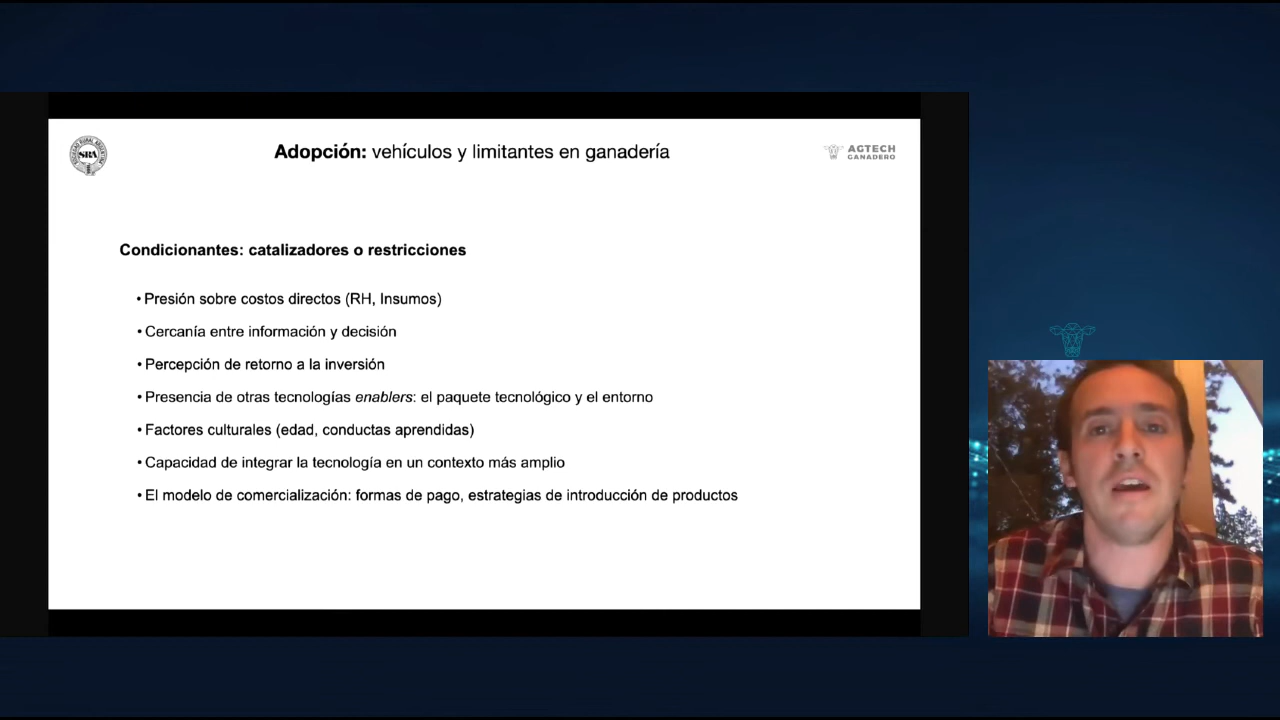 Adopción: vehículos y limitantes en ganadería
SRA
AGTECH
GANADERO
Condicionantes: catalizadores o restricciones
• Presión sobre costos directos (RH, Insumos)
• Cercanía entre información y decisión
• Percepción de retorno a la inversión
• Presencia de otras tecnologías enablers: el paquete tecnológico y el entorno
• Factores culturales (edad, conductas aprendidas)
• Capacidad de integrar la tecnología en un contexto más amplio
• El modelo de comercialización: formas de pago, estrategias de introducción de productos